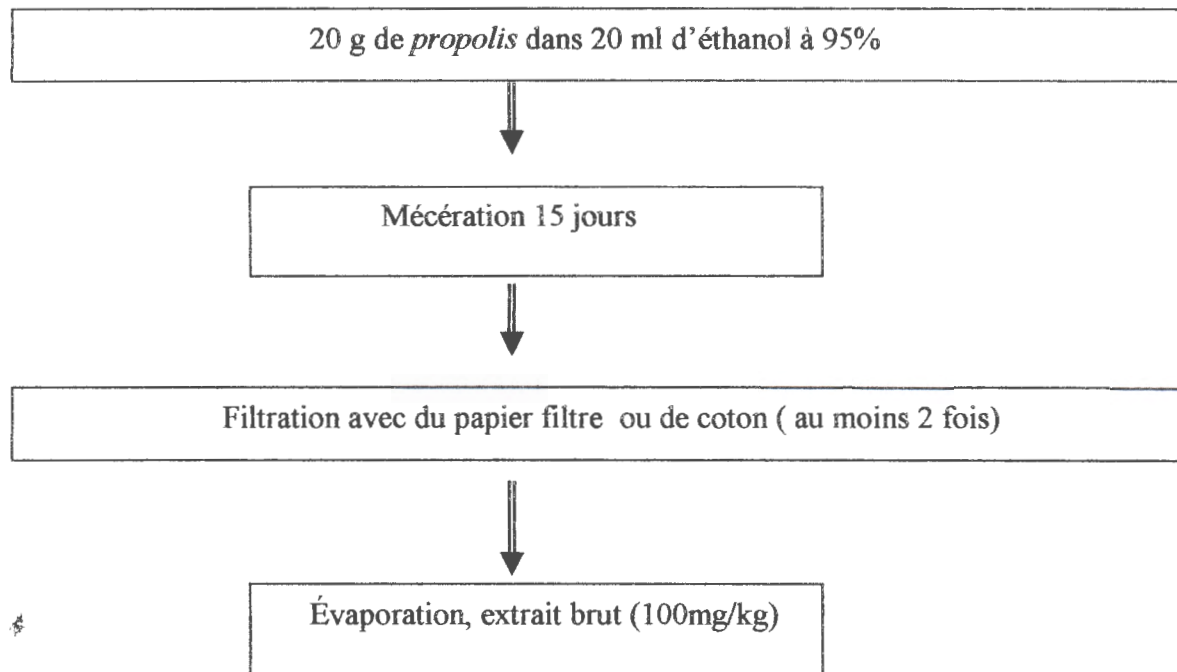 20 g de propolis dans 20 ml d’éthanol à 95%
Mécération 15 jours
Filtration avec du papier filtre ou de coton ( au moins 2 fois)
Évaporation, extrait brut (100mg/kg)